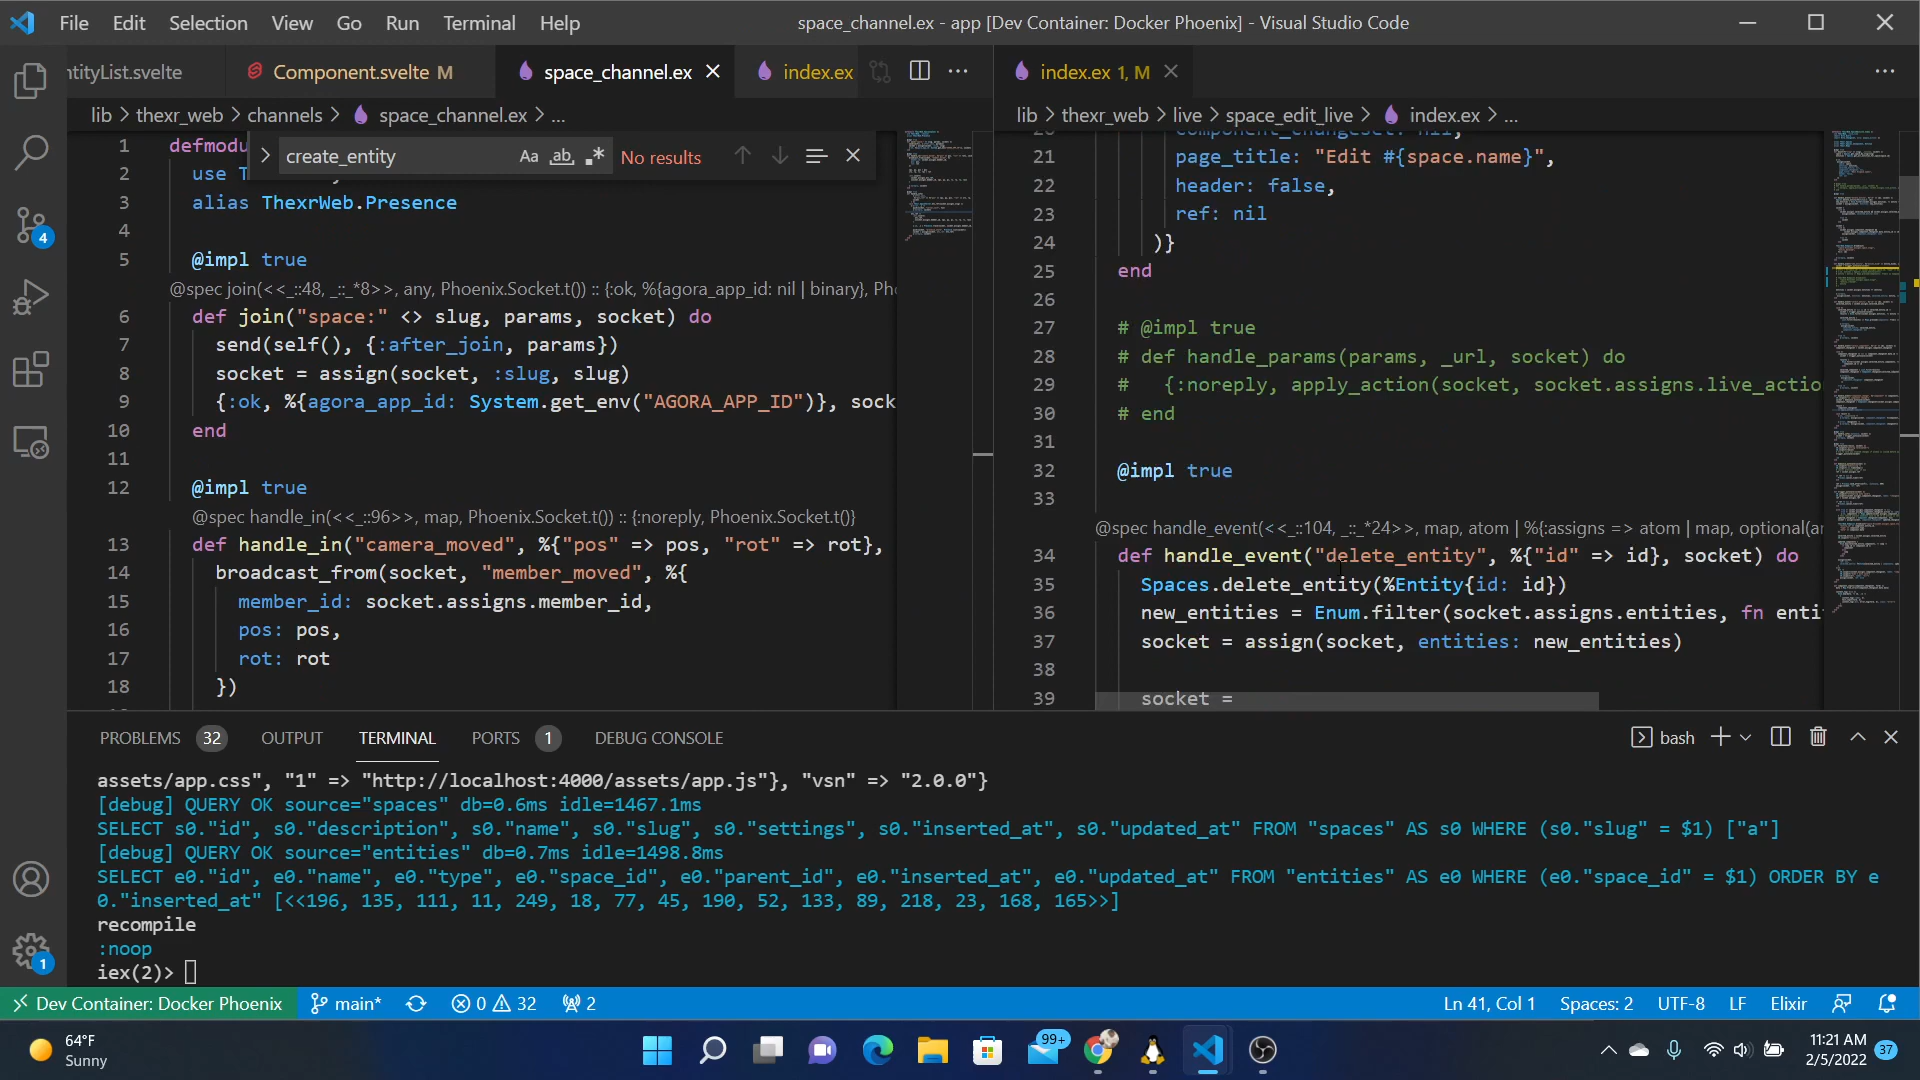 File Edit Selection View Go Run Terminal Help
space_channel.ex - app [Dev Container: Docker Phoenix] - Visual Studio Code
ntityList.svelte
Component.svelte M
space_channel.ex
index.ex
index.ex 1, M
lib > thexr_web > channels > space_channel.ex > ...
lib > thexr_web > live > space_edit_live > index.ex > ...
create_entity
Aa ab .*
No results
1 defmodu
2 use T
3 alias ThexrWeb.Presence
4
5 @impl true
@spec join(<<_::48, _::_*8>>, any, Phoenix.Socket.t()) :: {:ok, %{agora_app_id: nil | binary}, Pho
6 def join("space:" <> slug, params, socket) do
7 send(self(), {:after_join, params})
8 socket = assign(socket, :slug, slug)
9 {:ok, %{agora_app_id: System.get_env("AGORA_APP_ID")}, sock
10 end
11
12 @impl true
@spec handle_in(<<_::96>>, map, Phoenix.Socket.t()) :: {:noreply, Phoenix.Socket.t()}
13 def handle_in("camera_moved", %{"pos" => pos, "rot" => rot},
14 broadcast_from(socket, "member_moved", %{
15 member_id: socket.assigns.member_id,
16 pos: pos,
17 rot: rot
18 })
20 component_changeset: nil,
21 page_title: "Edit #{space.name}",
22 header: false,
23 ref: nil
24 )}
25 end
26
27 # @impl true
28 # def handle_params(params, _url, socket) do
29 # {:noreply, apply_action(socket, socket.assigns.live_actio
30 # end
31
32 @impl true
33
@spec handle_event(<<_::104, _::_*24>>, map, atom | %{:assigns => atom | map, optional(an
34 def handle_event("delete_entity", %{"id" => id}, socket) do
35 Spaces.delete_entity(%Entity{id: id})
36 new_entities = Enum.filter(socket.assigns.entities, fn enti
37 socket = assign(socket, entities: new_entities)
38
39 socket =
PROBLEMS 32 OUTPUT TERMINAL PORTS 1 DEBUG CONSOLE
bash
assets/app.css", "1" => "http://localhost:4000/assets/app.js"}, "vsn" => "2.0.0"}
[debug] QUERY OK source="spaces" db=0.6ms idle=1467.1ms
SELECT s0."id", s0."description", s0."name", s0."slug", s0."settings", s0."inserted_at", s0."updated_at" FROM "spaces" AS s0 WHERE (s0."slug" = $1) ["a"]
[debug] QUERY OK source="entities" db=0.7ms idle=1498.8ms
SELECT e0."id", e0."name", e0."type", e0."space_id", e0."parent_id", e0."inserted_at", e0."updated_at" FROM "entities" AS e0 WHERE (e0."space_id" = $1) ORDER BY e
0."inserted_at" [<<196, 135, 111, 11, 249, 18, 77, 45, 190, 52, 133, 89, 218, 23, 168, 165>>]
recompile
:noop
iex(2)>
4
1
Dev Container: Docker Phoenix main* 0 32 2
Ln 41, Col 1 Spaces: 2 UTF-8 LF Elixir
64°F
Sunny
99+
11:21 AM
2/5/2022
37